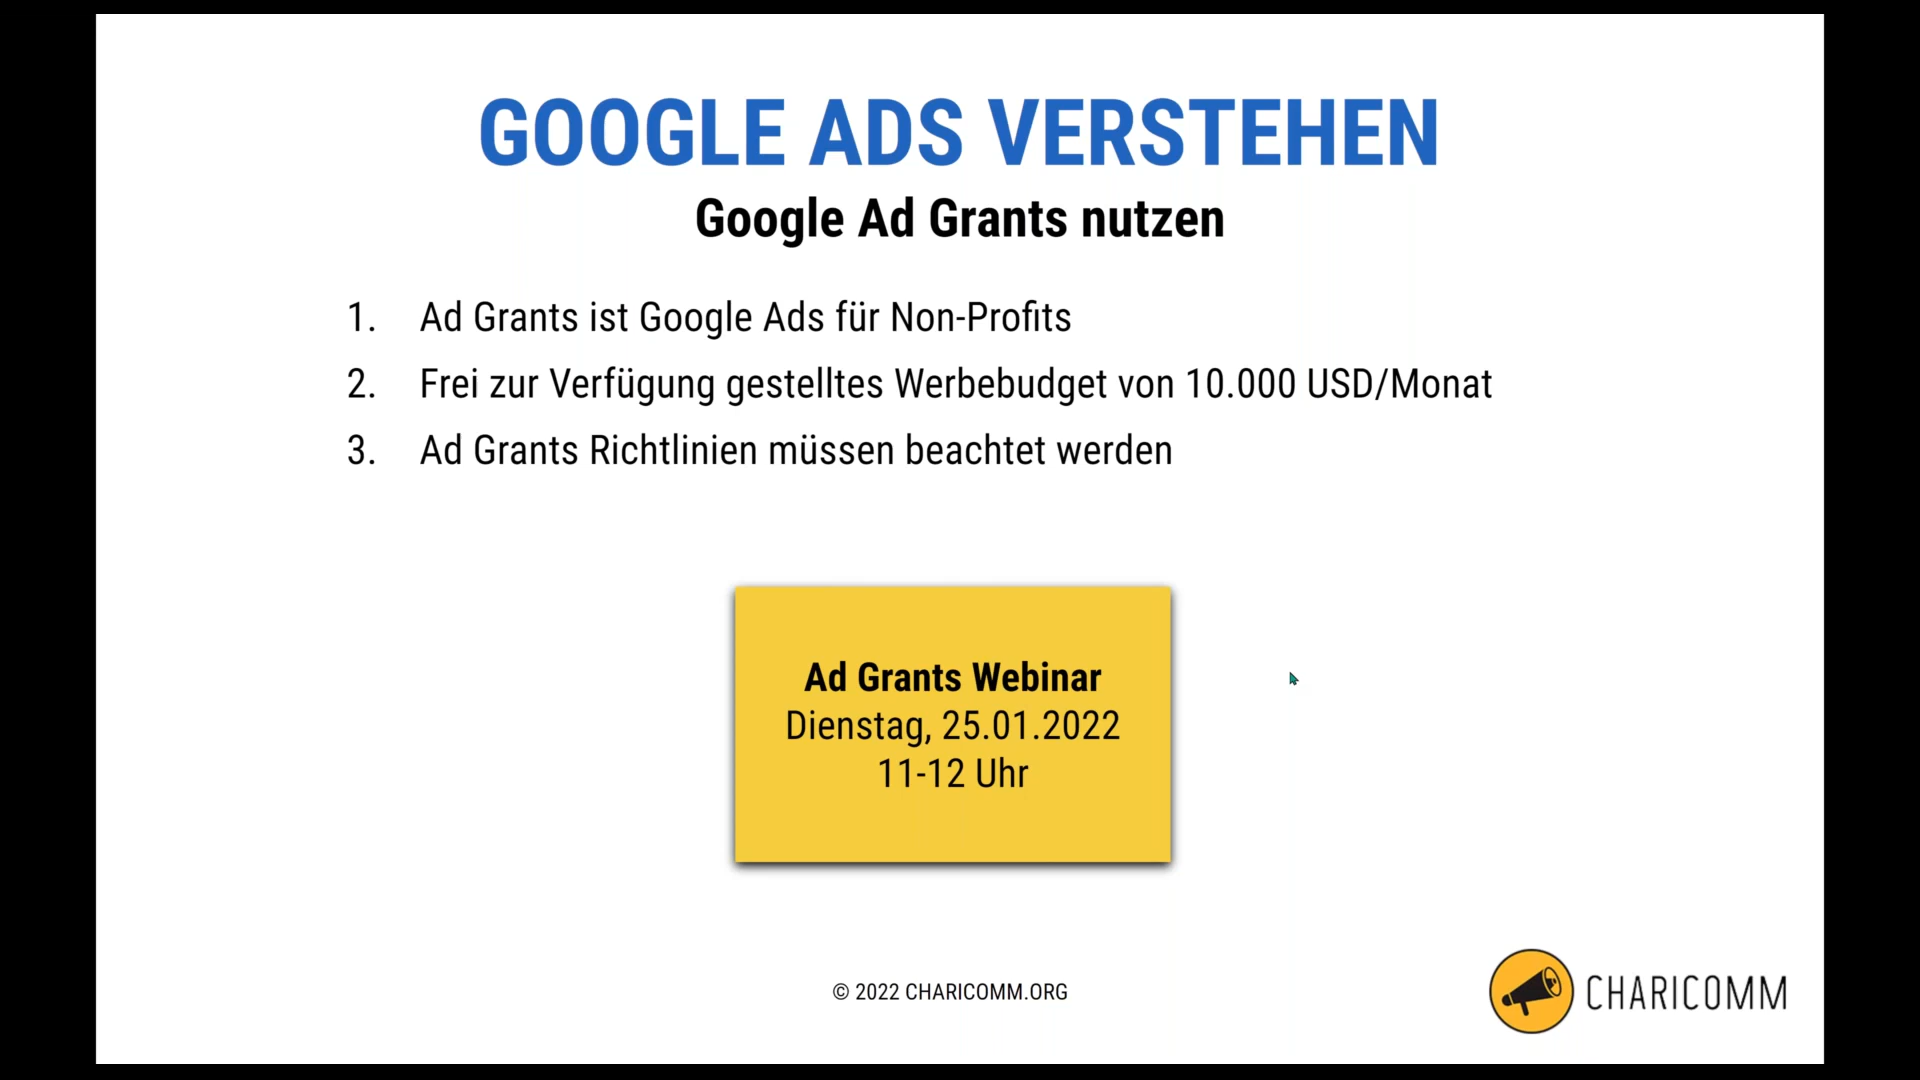 GOOGLE ADS VERSTEHEN
Google Ad Grants nutzen
1. Ad Grants ist Google Ads für Non-Profits
2. Frei zur Verfügung gestelltes Werbebudget von 10.000 USD/Monat
3. Ad Grants Richtlinien müssen beachtet werden
Ad Grants Webinar
Dienstag, 25.01.2022
11-12 Uhr
© 2022 CHARICOMM.ORG
CHARICOMM